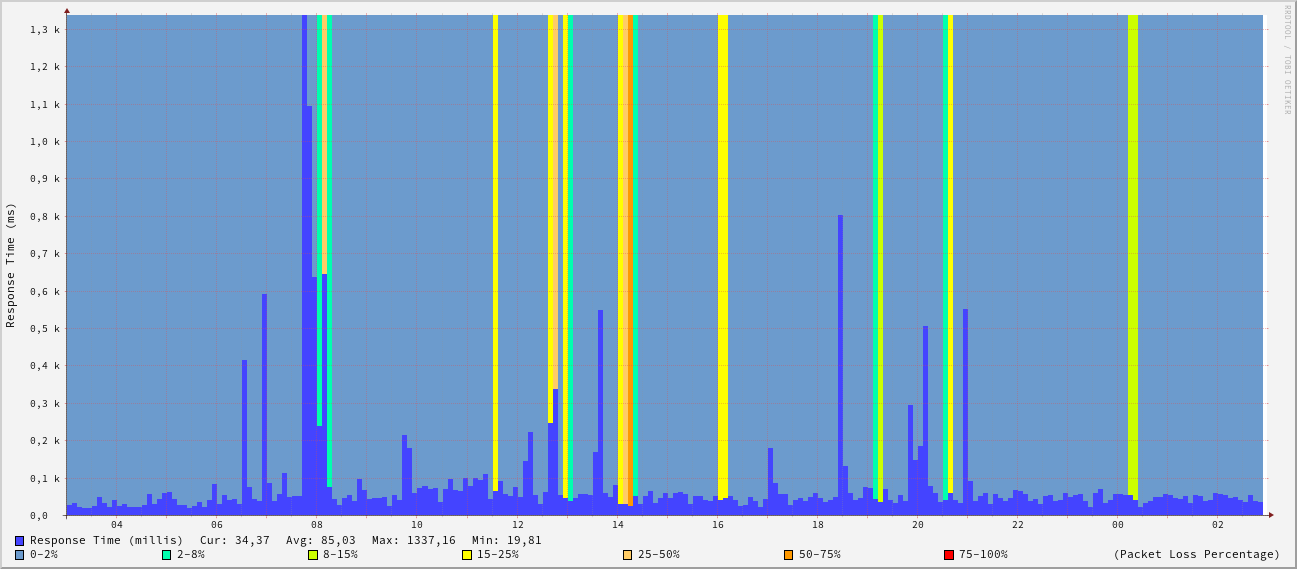 RRDTOOL / TOBI OETIKER
Response Time (ms)
1,3 k
1,2 k
1,1 k
1,0 k
0,9 k
0,8 k
0,7 k
0,6 k
0,5 k
0,4 k
0,3 k
0,2 k
0,1 k
0,0
04 06 08 10 12 14 16 18 20 22 00 02
Response Time (millis) Cur: 34,37 Avg: 85,03 Max: 1337,16 Min: 19,81
0-2% 2-8% 8-15% 15-25% 25-50% 50-75% 75-100% (Packet Loss Percentage)